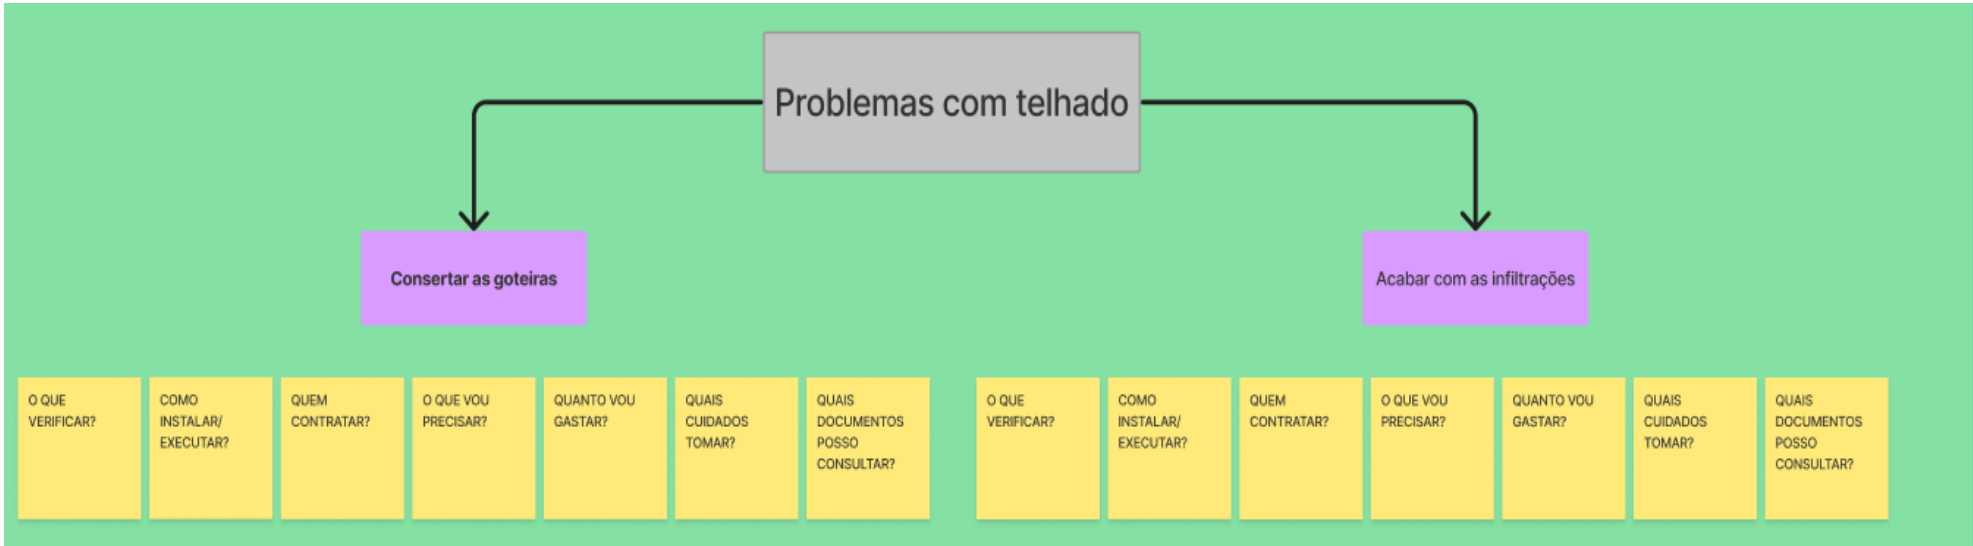 Problemas com telhado
Consertar as goteiras
Acabar com as infiltrações
O QUE
VERIFICAR?
COMO
INSTALAR/
EXECUTAR?
QUEM
CONTRATAR?
O QUE VOU
PRECISAR?
QUANTO VOU
GASTAR?
QUAIS
CUIDADOS
TOMAR?
QUAIS
DOCUMENTOS
POSSO
CONSULTAR?
O QUE
VERIFICAR?
COMO
INSTALAR/
EXECUTAR?
QUEM
CONTRATAR?
O QUE VOU
PRECISAR?
QUANTO VOU
GASTAR?
QUAIS
CUIDADOS
TOMAR?
QUAIS
DOCUMENTOS
POSSO
CONSULTAR?